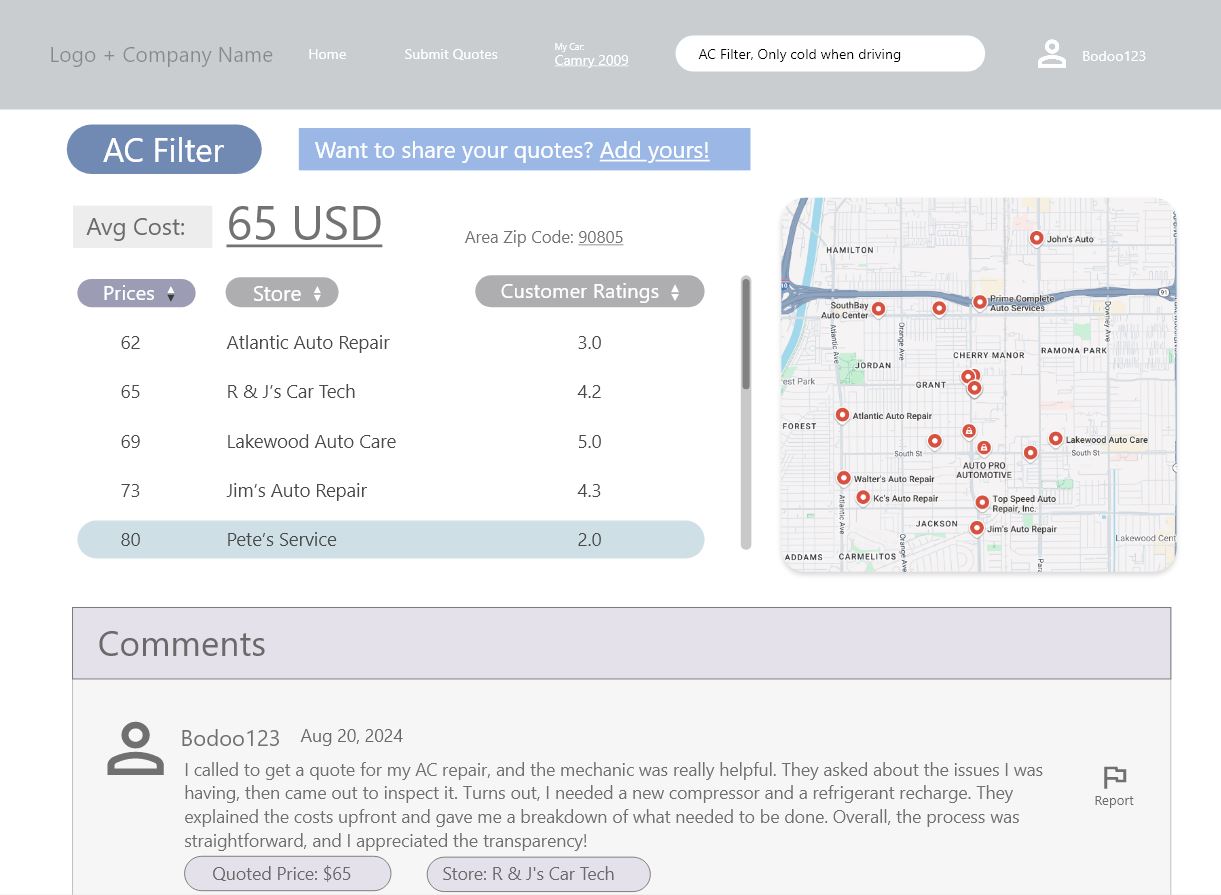 Logo + Company Name
Home
Submit Quotes
My Car:
Camry 2009
AC Filter, Only cold when driving
Bodoo123
AC Filter
Want to share your quotes? Add yours!
Avg Cost:
65 USD
Area Zip Code: 90805
Prices
Store
Customer Ratings
62 Atlantic Auto Repair 3.0
65 R & J's Car Tech 4.2
69 Lakewood Auto Care 5.0
73 Jim's Auto Repair 4.3
80 Pete's Service 2.0
John's Auto
HAMILTON
91
SouthBay
Auto Center
Prime Complete
Auto Services
Atlantic Ave
Orange Ave
Downey Ave
CHERRY MANOR
RAMONA PARK
JORDAN
est Park
GRANT
Atlantic Auto Repair
FOREST
Lakewood Auto Care
South St
South St
AUTO PRO
AUTOMOTIVE
Walter's Auto Repair
Kc's Auto Repair
Top Speed Auto
Repair, Inc.
Atlantic Ave
JACKSON
Jim's Auto Repair
Orange Ave
Lakewood Cent
ADDAMS
CARMELITOS
Comments
Bodoo123 Aug 20, 2024
I called to get a quote for my AC repair, and the mechanic was really helpful. They asked about the issues I was
having, then came out to inspect it. Turns out, I needed a new compressor and a refrigerant recharge. They
explained the costs upfront and gave me a breakdown of what needed to be done. Overall, the process was
straightforward, and I appreciated the transparency!
Report
Quoted Price: $65
Store: R & J's Car Tech